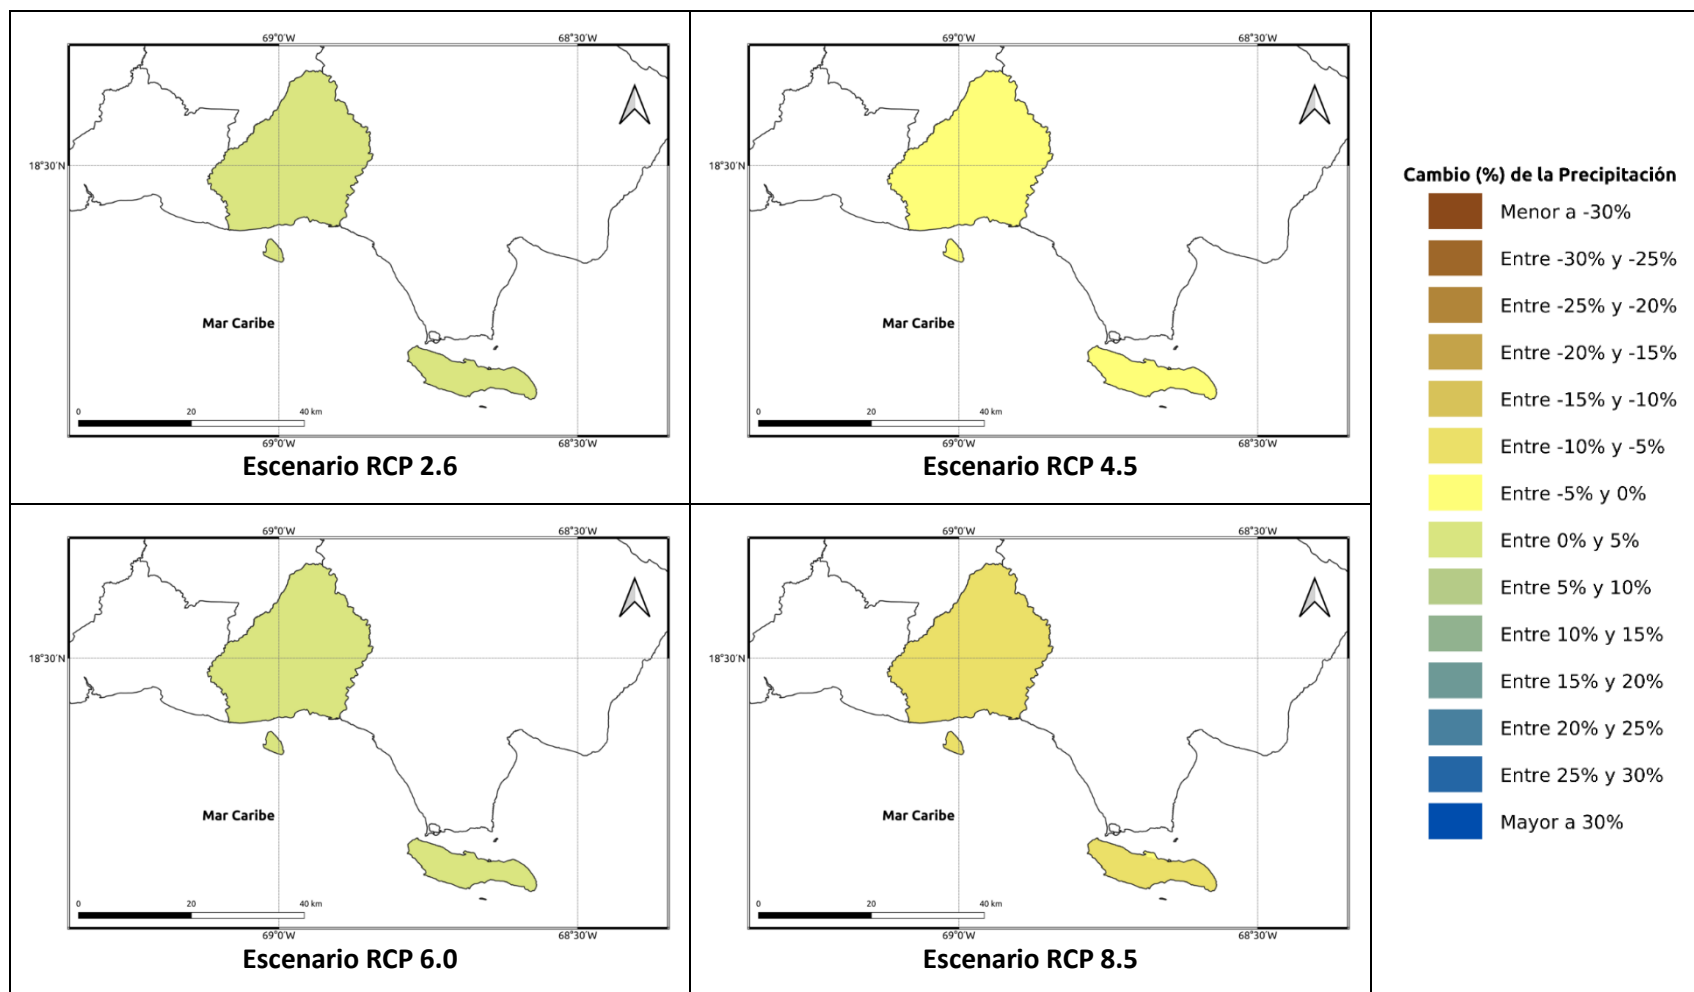 69°0'W
68°30'W
18°30'N
Mar Caribe
0
20
40 km
69°0'W
68°30'W
Escenario RCP 2.6
69°0'W
68°30'W
Mar Caribe
0
20
40 km
69°0'W
68°30'W
Escenario RCP 4.5
69°0'W
68°30'W
18°30'N
Mar Caribe
0
20
40 km
69°0'W
68°30'W
Escenario RCP 6.0
69°0'W
68°30'W
Mar Caribe
0
20
40 km
69°0'W
68°30'W
Escenario RCP 8.5
Cambio (%) de la Precipitación
Menor a -30%
Entre -30% y -25%
Entre -25% y -20%
Entre -20% y -15%
Entre -15% y -10%
Entre -10% y -5%
Entre -5% y 0%
Entre 0% y 5%
Entre 5% y 10%
Entre 10% y 15%
Entre 15% y 20%
Entre 20% y 25%
Entre 25% y 30%
Mayor a 30%